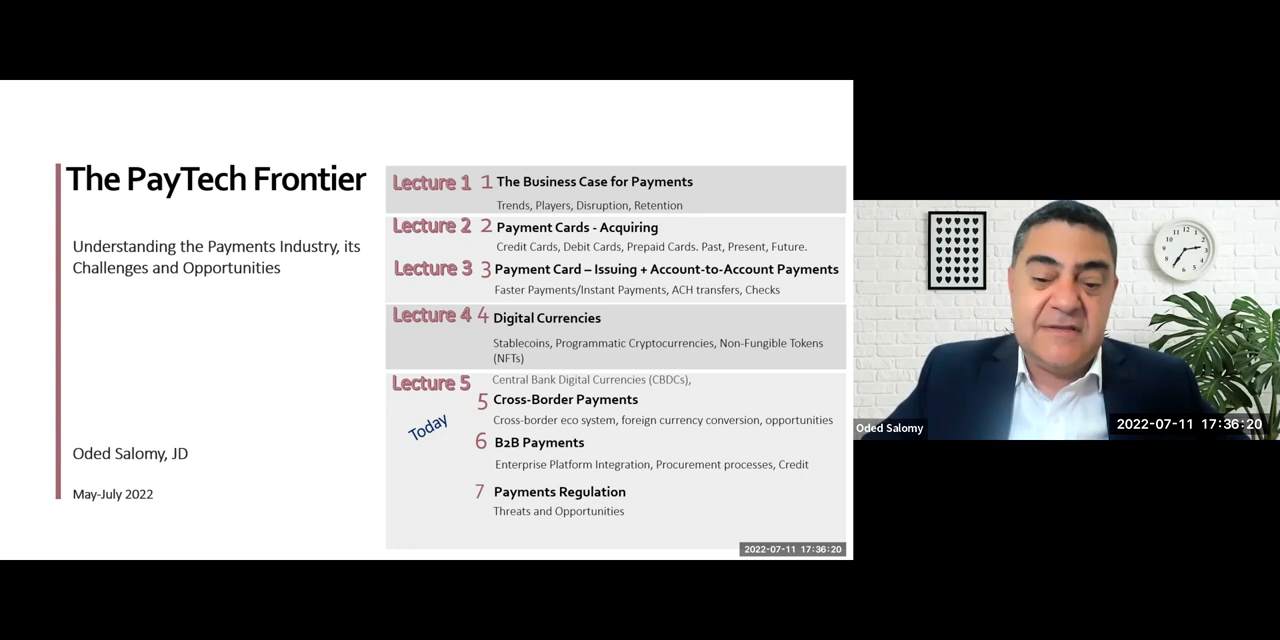 The PayTech Frontier
Understanding the Payments Industry, its
Challenges and Opportunities
Oded Salomy, JD
May-July 2022
Lecture 1 1 The Business Case for Payments
Trends, Players, Disruption, Retention
Lecture 2 2 Payment Cards - Acquiring
Credit Cards, Debit Cards, Prepaid Cards. Past, Present, Future.
Lecture 3 3 Payment Card – Issuing + Account-to-Account Payments
Faster Payments/Instant Payments, ACH transfers, Checks
Lecture 4 4 Digital Currencies
Stablecoins, Programmatic Cryptocurrencies, Non-Fungible Tokens
(NFTs)
Lecture 5 Central Bank Digital Currencies (CBDCs),
5 Cross-Border Payments
Today Cross-border eco system, foreign currency conversion, opportunities
6 B2B Payments
Enterprise Platform Integration, Procurement processes, Credit
7 Payments Regulation
Threats and Opportunities
2022-07-11 17:36:20
Oded Salomy
2022-07-11 17:36:20